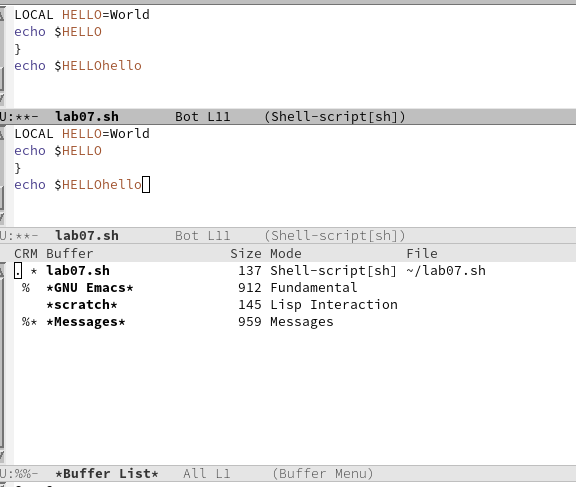 LOCAL HELLO=World
echo $HELLO
}
echo $HELLOhello
U:**- lab07.sh Bot L11 (Shell-script[sh])
LOCAL HELLO=World
echo $HELLO
}
echo $HELLOhello
U:**- lab07.sh Bot L11 (Shell-script[sh])
CRM Buffer Size Mode File
. * lab07.sh 137 Shell-script[sh] ~/lab07.sh
% *GNU Emacs* 912 Fundamental
*scratch* 145 Lisp Interaction
%* *Messages* 959 Messages
U:%%- *Buffer List* All L1 (Buffer Menu)